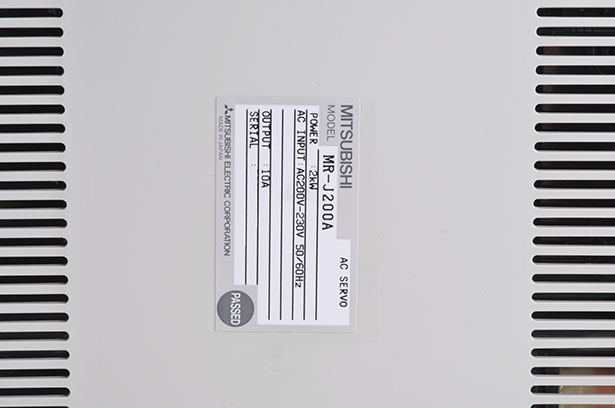 MITSUBISHI
AC SERVO
MODEL MR-J200A
POWER :2kW
AC INPUT:AC200V-230V 50/60Hz
OUTPUT :10A
SERIAL :
MITSUBISHI ELECTRIC CORPORATION
MADE IN JAPAN
PASSED